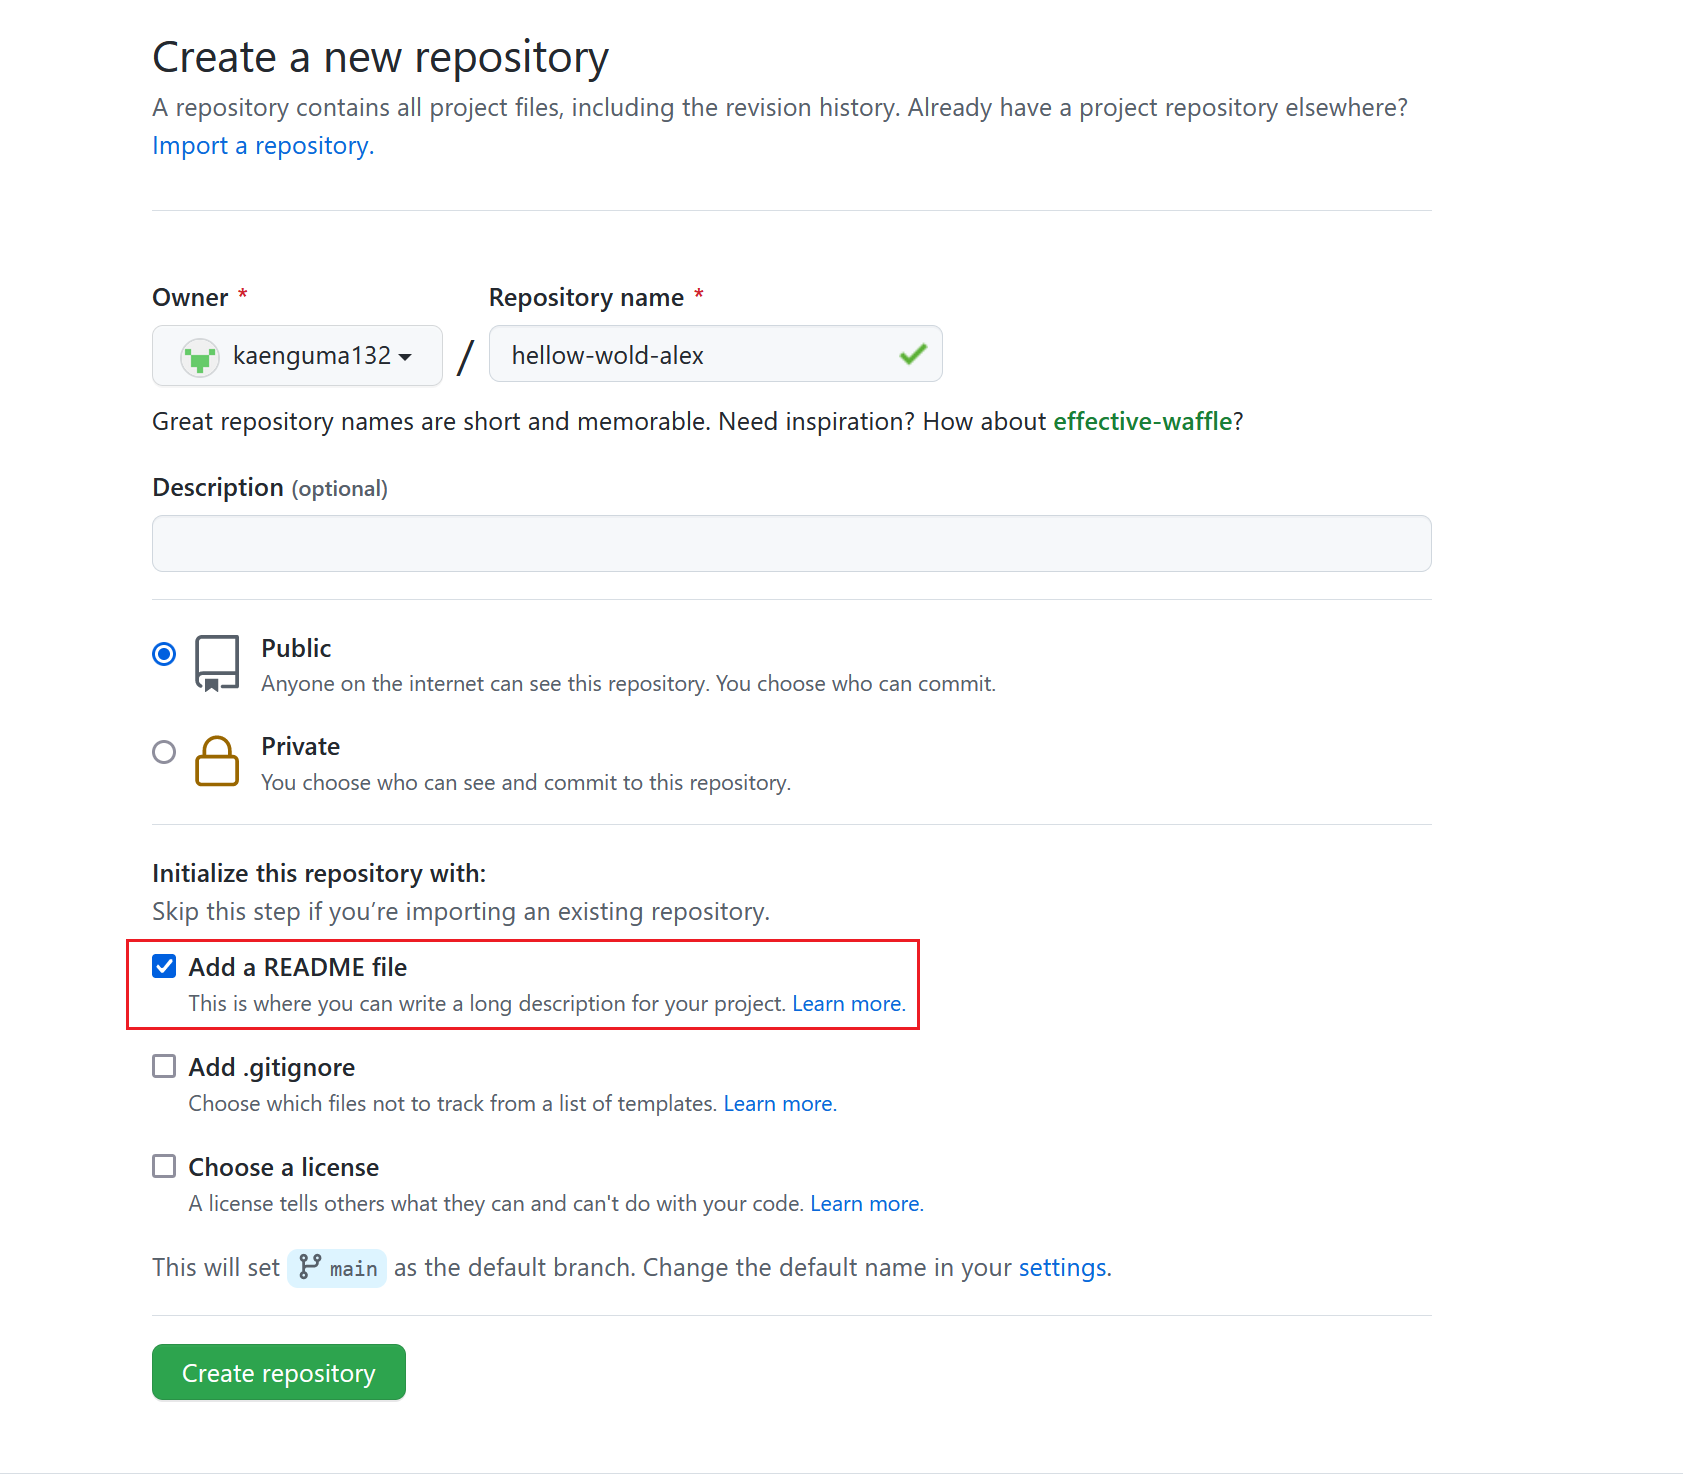 Create a new repository
A repository contains all project files, including the revision history. Already have a project repository elsewhere?
Import a repository.
Owner *
Repository name *
kaenguma132 / hellow-wold-alex
Great repository names are short and memorable. Need inspiration? How about effective-waffle?
Description (optional)
Public
Anyone on the internet can see this repository. You choose who can commit.
Private
You choose who can see and commit to this repository.
Initialize this repository with:
Skip this step if you’re importing an existing repository.
Add a README file
This is where you can write a long description for your project. Learn more.
Add .gitignore
Choose which files not to track from a list of templates. Learn more.
Choose a license
A license tells others what they can and can't do with your code. Learn more.
This will set main as the default branch. Change the default name in your settings.
Create repository